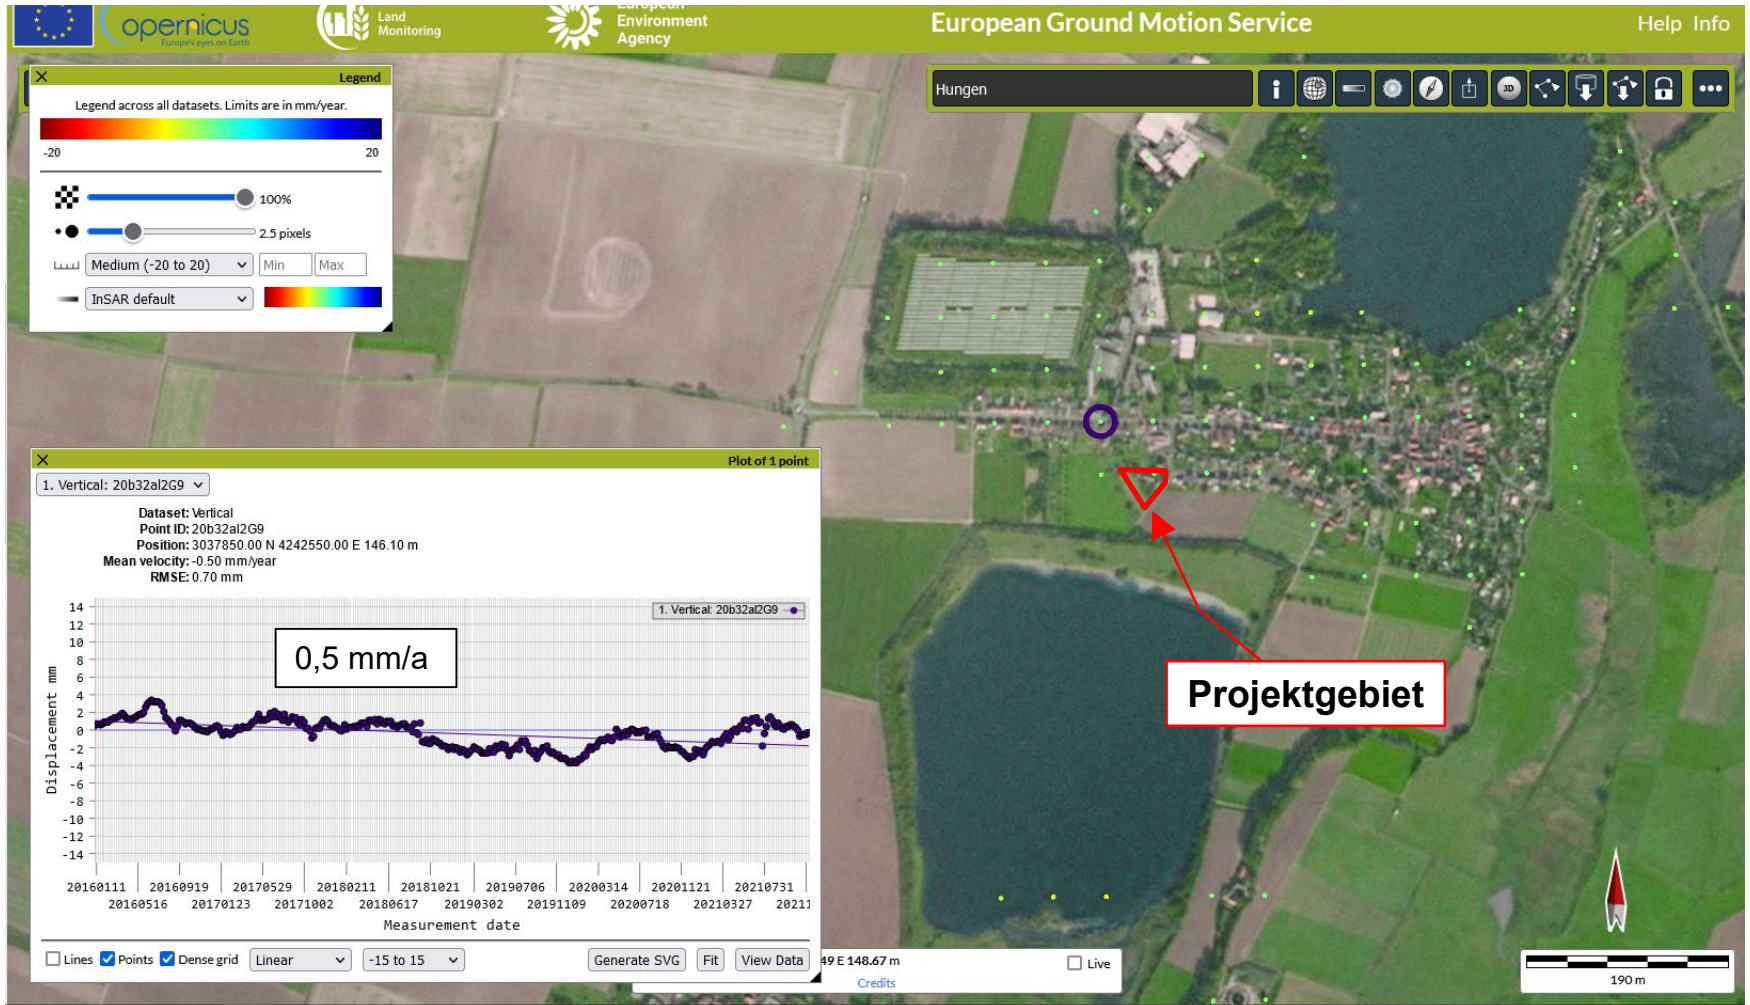 opernicus
Europe's eyes on Earth
Land
Monitoring
European
Environment
Agency
European Ground Motion Service
Help Info
Legend
Legend across all datasets. Limits are in mm/year.
-20 20
100%
2.5 pixels
Medium (-20 to 20) Min Max
InSAR default
Hungen
i 3D
Plot of 1 point
1. Vertical: 20b32al2G9
Dataset: Vertical
Point ID: 20b32al2G9
Position: 3037850.00 N 4242550.00 E 146.10 m
Mean velocity: -0.50 mm/year
RMSE: 0.70 mm
1. Vertical: 20b32al2G9
0,5 mm/a
Displacement mm
14
12
10
8
6
4
2
0
-2
-4
-6
-8
-10
-12
-14
20160111 20160919 20170529 20180211 20181021 20190706 20200314 20201121 20210731
20160516 20170123 20171002 20180617 20190302 20191109 20200718 20210327 20211
Measurement date
Lines Points Dense grid Linear -15 to 15 Generate SVG Fit View Data
Projektgebiet
49 E 148.67 m
Live
Credits
190 m